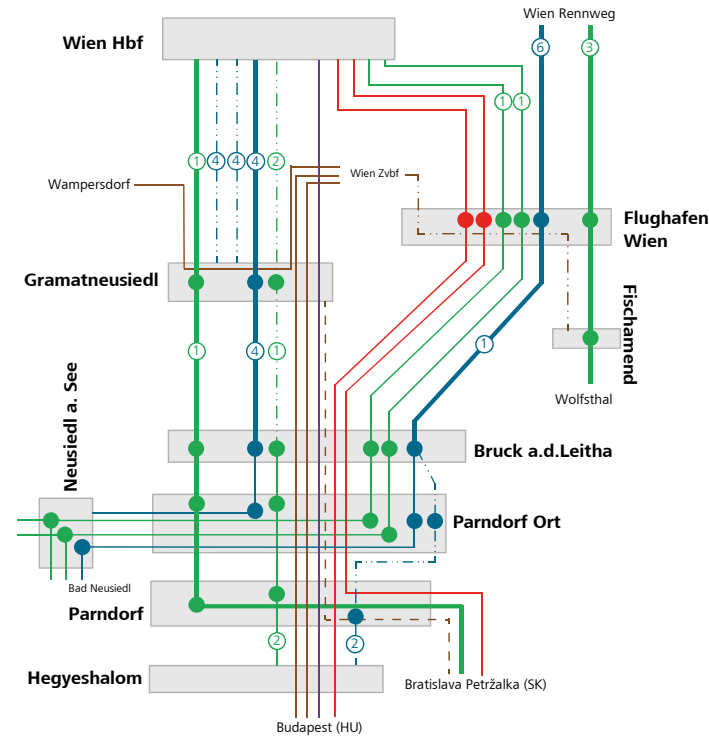 Wien Rennweg
Wien Hbf
6
3
1
1
1
4
4
4
2
Wien Zvbf
Wampersdorf
Flughafen
Wien
Gramatneusiedl
Fischamend
1
4
1
1
Neusiedl a. See
Wolfsthal
Bruck a.d.Leitha
Parndorf Ort
Bad Neusiedl
Parndorf
2
2
Hegyeshalom
Bratislava Petržalka (SK)
Budapest (HU)